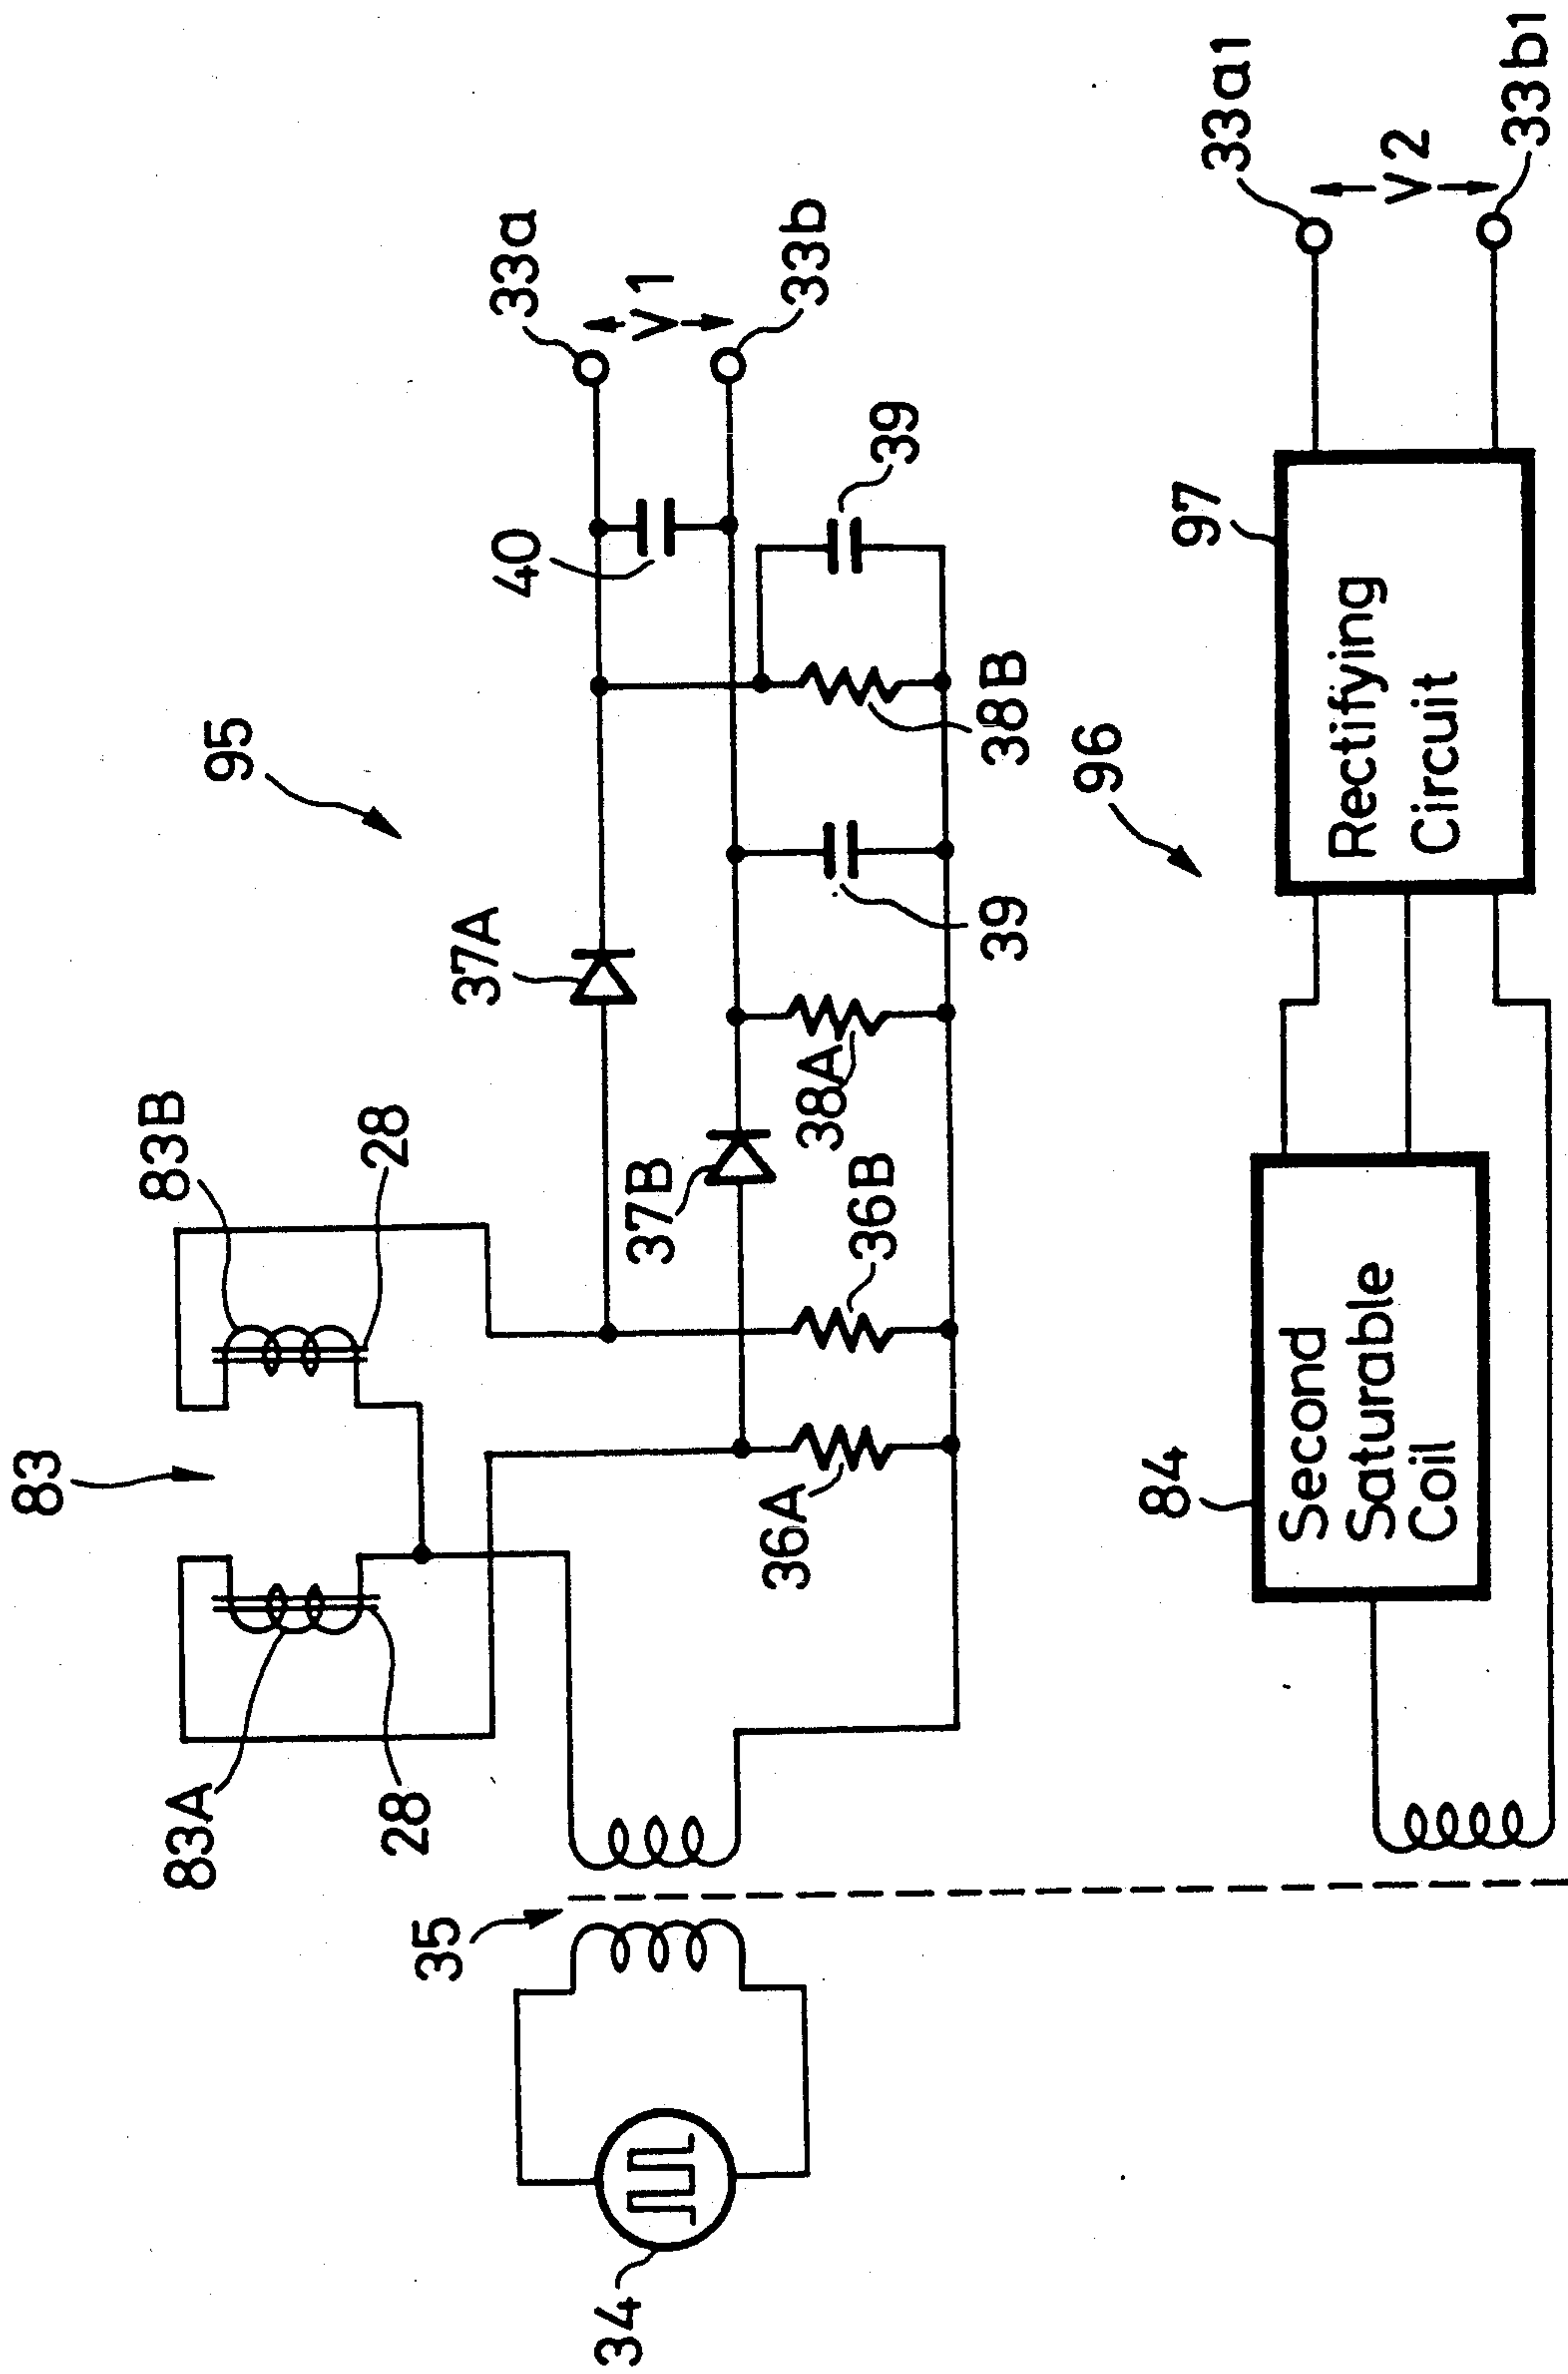 83
83A
28
83B
28
95
35
34
37A
37B
36A
36B
38A
39
38B
39
40
33a
V1
33b
96
84
Second
Saturable
Coil
97
Rectifying
Circuit
33a1
V2
33b1